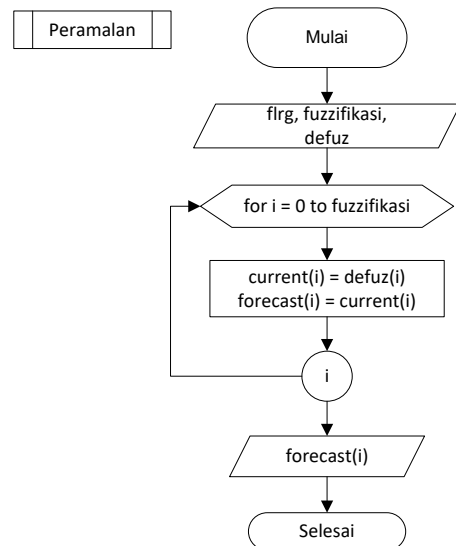 Peramalan
Mulai
flrg, fuzzifikasi,
defuz
for i = 0 to fuzzifikasi
current(i) = defuz(i)
forecast(i) = current(i)
i
forecast(i)
Selesai